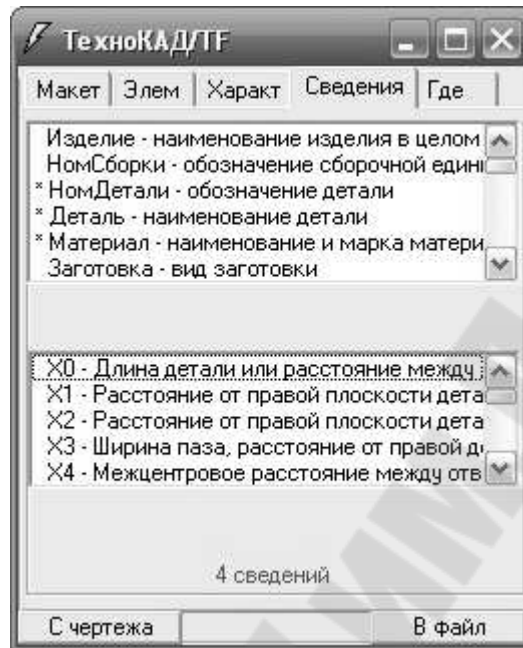 ТехноКАД/TF
Макет Элем Характ Сведения Где
Изделие - наименование изделия в целом
НомСборки - обозначение сборочной един
* НомДетали - обозначение детали
* Деталь - наименование детали
* Материал - наименование и марка матери
Заготовка - вид заготовки
X0 - Длина детали или расстояние между
X1 - Расстояние от правой плоскости дета
X2 - Расстояние от правой плоскости дета
X3 - Ширина паза, расстояние от правой д
X4 - Межцентровое расстояние между отв
4 сведений
С чертежа В файл